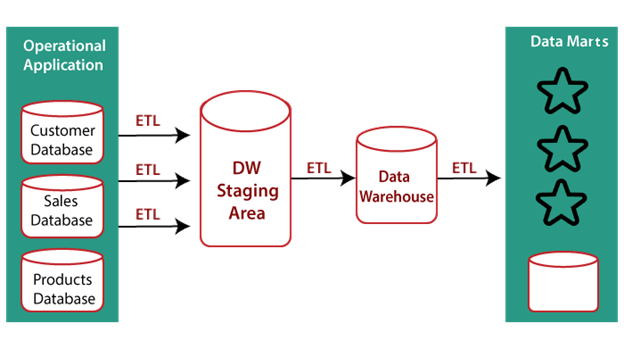 Operational
Application
Customer
Database
Sales
Database
Products
Database
ETL
ETL
ETL
DW
Staging
Area
ETL
Data
Warehouse
ETL
Data Marts